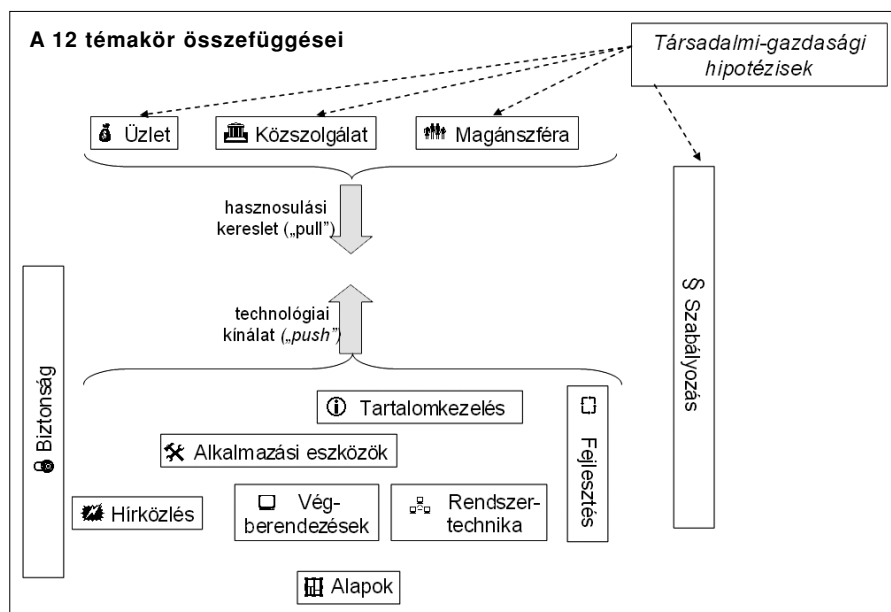 A 12 témakör összefüggései
Társadalmi-gazdasági
hipotézisek
Üzlet
Közszolgálat
Magánszféra
hasznosulási
kereslet („pull”)
technológiai
kínálat („push”)
Biztonság
§ Szabályozás
Tartalomkezelés
Fejlesztés
Alkalmazási eszközök
Hírközlés
Vég-
berendezések
Rendszer-
technika
Alapok